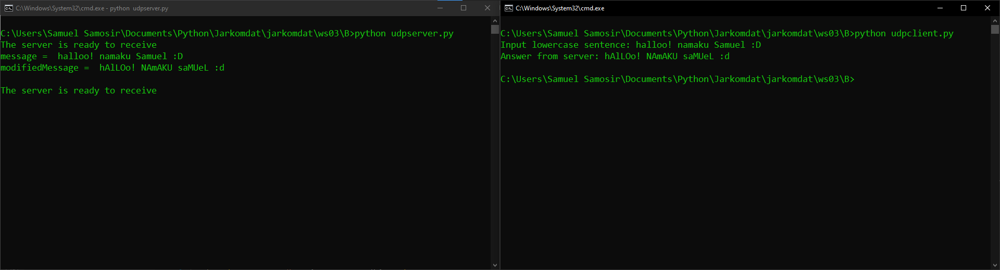 C:\Windows\System32\cmd.exe - python  udpserver.py
C:\Users\Samuel Samosir\Documents\Python\Jarkomdat\jarkomdat\ws03\B>python udpserver.py
The server is ready to receive
message =  halloo! namaku Samuel :D
modifiedMessage =  hAlLOo! NAmAKU saMUeL :d
The server is ready to receive
C:\Windows\System32\cmd.exe
C:\Users\Samuel Samosir\Documents\Python\Jarkomdat\jarkomdat\ws03\B>python udpclient.py
Input lowercase sentence: halloo! namaku Samuel :D
Answer from server: hAlLOo! NAmAKU saMUeL :d
C:\Users\Samuel Samosir\Documents\Python\Jarkomdat\jarkomdat\ws03\B>